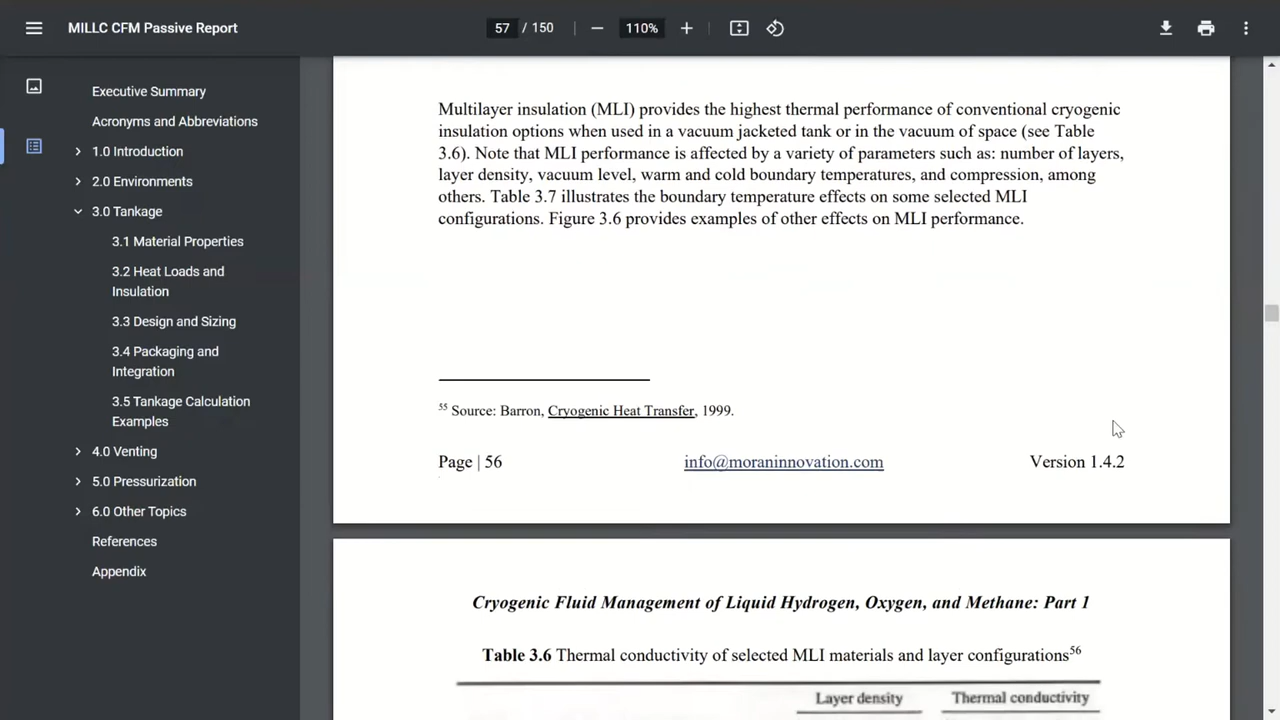 MILLC CFM Passive Report
57 / 150
110%
Executive Summary
Acronyms and Abbreviations
1.0 Introduction
2.0 Environments
3.0 Tankage
3.1 Material Properties
3.2 Heat Loads and
Insulation
3.3 Design and Sizing
3.4 Packaging and
Integration
3.5 Tankage Calculation
Examples
4.0 Venting
5.0 Pressurization
6.0 Other Topics
References
Appendix
Multilayer insulation (MLI) provides the highest thermal performance of conventional cryogenic
insulation options when used in a vacuum jacketed tank or in the vacuum of space (see Table
3.6). Note that MLI performance is affected by a variety of parameters such as: number of layers,
layer density, vacuum level, warm and cold boundary temperatures, and compression, among
others. Table 3.7 illustrates the boundary temperature effects on some selected MLI
configurations. Figure 3.6 provides examples of other effects on MLI performance.
55 Source: Barron, Cryogenic Heat Transfer, 1999.
Page | 56 info@moraninnovation.com Version 1.4.2
Cryogenic Fluid Management of Liquid Hydrogen, Oxygen, and Methane: Part 1
Table 3.6 Thermal conductivity of selected MLI materials and layer configurations56
Layer density Thermal conductivity